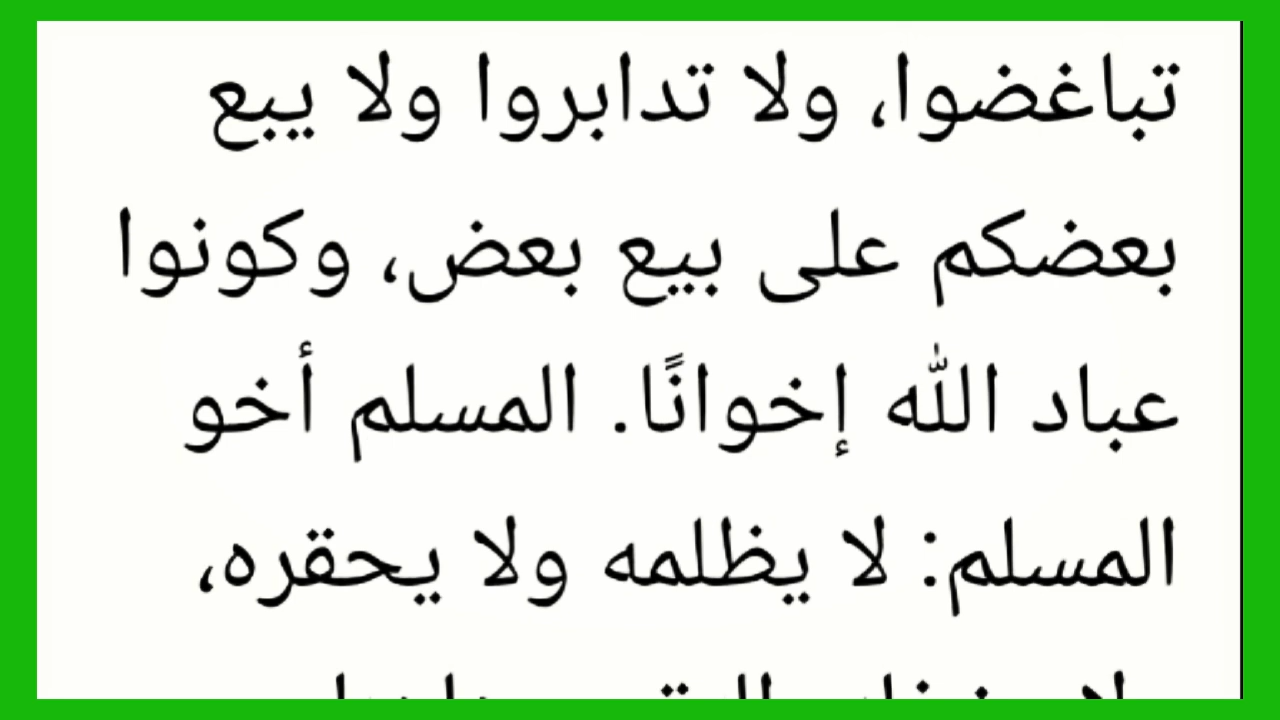 تباغضوا، ولا تدابروا ولا يبع
بعضكم على بيع بعض، وكونوا
عباد الله إخوانًا. المسلم أخو
المسلم: لا يظلمه ولا يحقره،